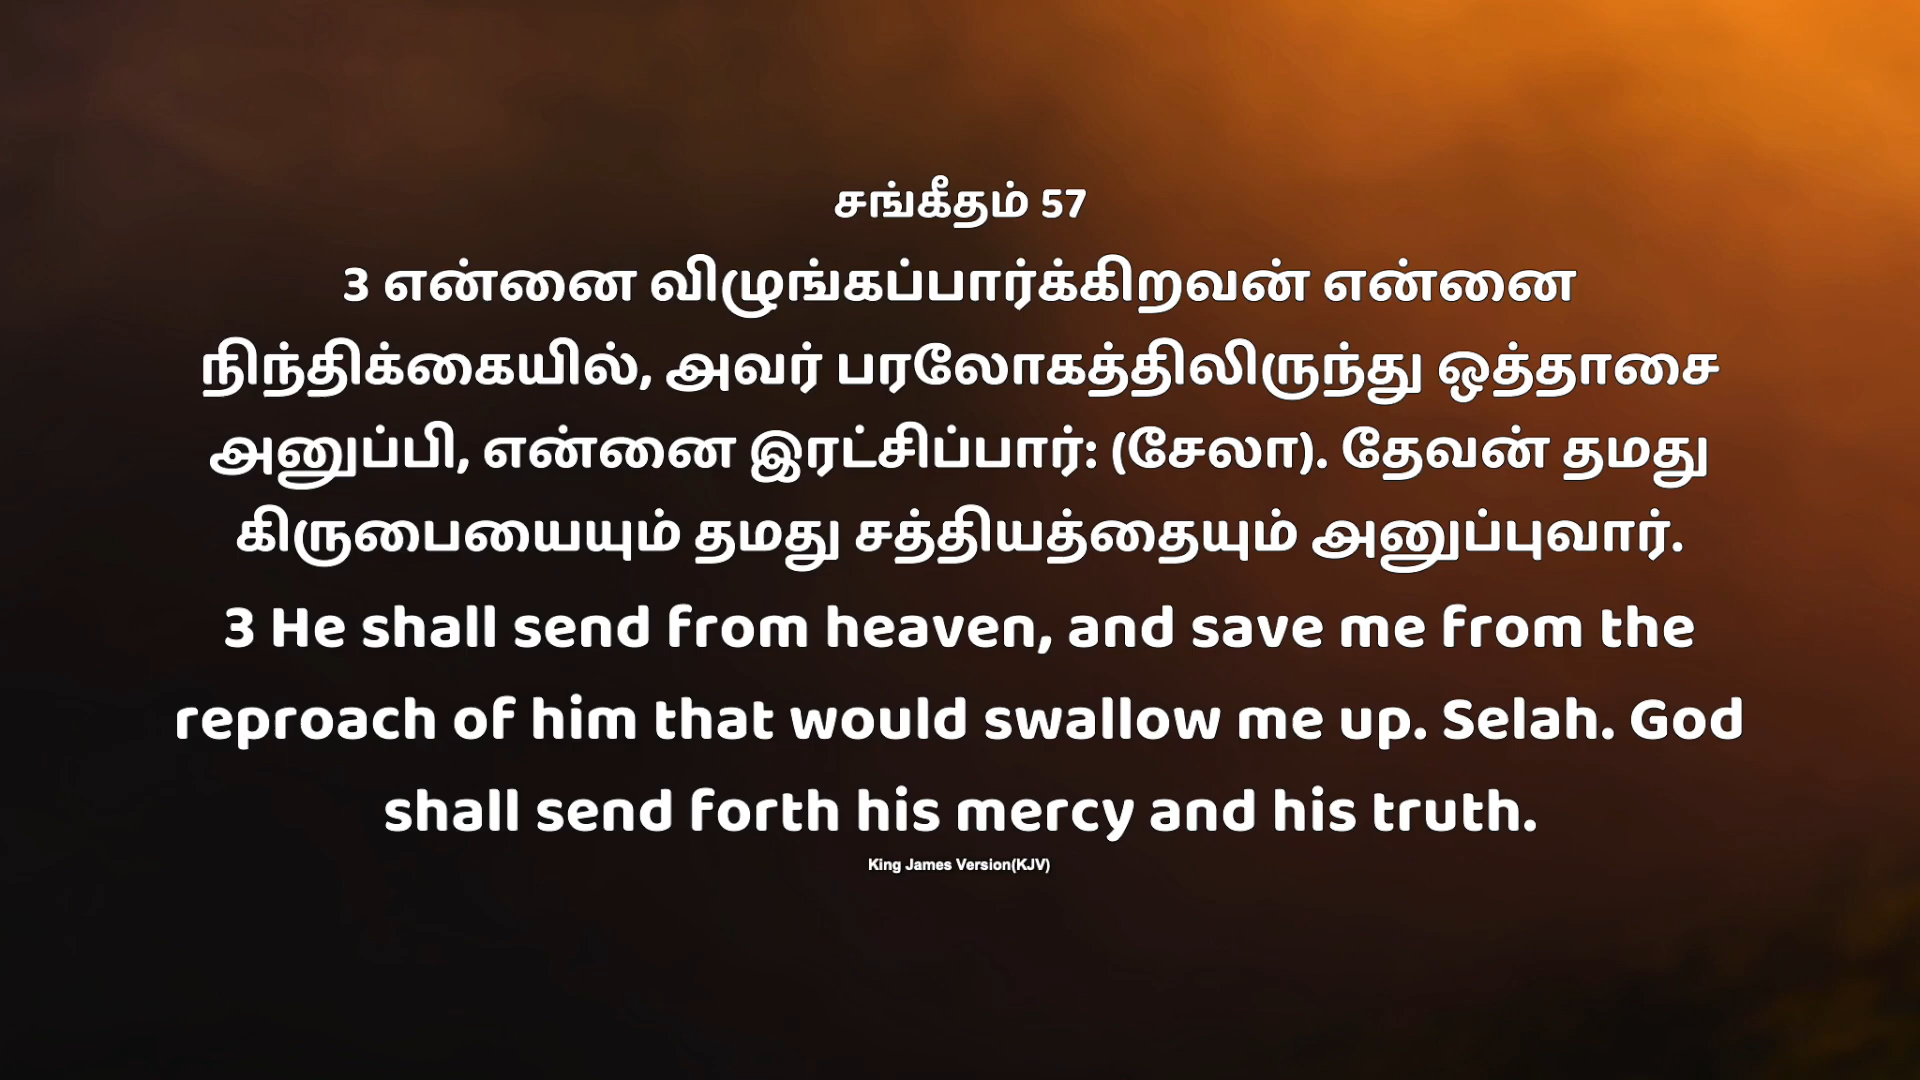 சங்கீதம் 57
3 என்னை விழுங்கப்பார்க்கிறவன் என்னை
நிந்திக்கையில், அவர் பரலோகத்திலிருந்து ஒத்தாசை
அனுப்பி, என்னை இரட்சிப்பார்: (சேலா). தேவன் தமது
கிருபையையும் தமது சத்தியத்தையும் அனுப்புவார்.
3 He shall send from heaven, and save me from the
reproach of him that would swallow me up. Selah. God
shall send forth his mercy and his truth.
King James Version(KJV)